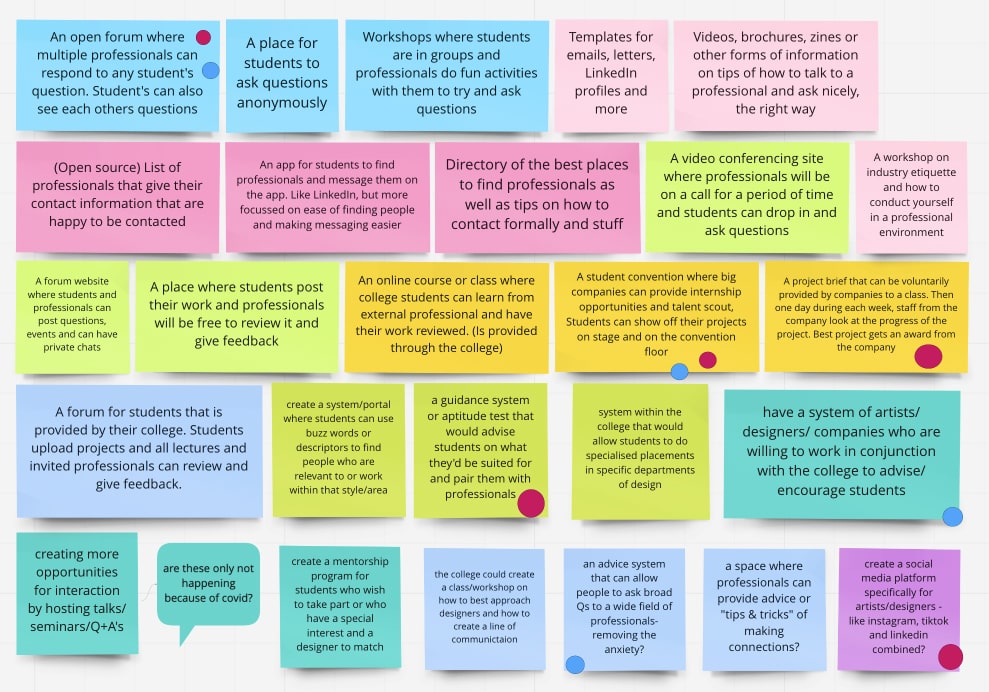 An open forum where
multiple professionals can
respond to any student's
question. Student's can also
see each others questions
A place for
students to
ask questions
anonymously
Workshops where students
are in groups and
professionals do fun activities
with them to try and ask
questions
Templates for
emails, letters,
LinkedIn
profiles and
more
Videos, brochures, zines or
other forms of information
on tips of how to talk to a
professional and ask nicely,
the right way
(Open source) List of
professionals that give their
contact information that are
happy to be contacted
An app for students to find
professionals and message them on
the app. Like LinkedIn, but more
focussed on ease of finding people
and making messaging easier
Directory of the best places
to find professionals as
well as tips on how to
contact formally and stuff
A video conferencing site
where professionals will be
on a call for a period of time
and students can drop in and
ask questions
A workshop on
industry etiquette
and how to
conduct yourself
in a professional
environment
A forum website
where students and
professionals can
post questions,
events and can have
private chats
A place where students post
their work and professionals
will be free to review it and
give feedback
An online course or class where
college students can learn from
external professional and have
their work reviewed. (Is provided
through the college)
A student convention where big
companies can provide internship
opportunities and talent scout,
Students can show off their projects
on stage and on the convention
floor
A project brief that can be voluntarily
provided by companies to a class. Then
one day during each week, staff from the
company look at the progress of the
project. Best project gets an award from
the company
A forum for students that is
provided by their college. Students
upload projects and all lectures and
invited professionals can review and
give feedback.
create a system/portal
where students can use
buzz words or
descriptors to find
people who are
relevant to or work
within that style/area
a guidance system
or aptitude test that
would advise
students on what
they'd be suited for
and pair them with
professionals
system within the
college that would
allow students to do
specialised placements
in specific departments
of design
have a system of artists/
designers/ companies who are
willing to work in conjunction
with the college to advise/
encourage students
creating more
opportunities
for interaction
by hosting talks/
seminars/Q+A's
are these only not
happening
because of covid?
create a mentorship
program for
students who wish
to take part or who
have a special
interest and a
designer to match
the college could create
a class/workshop on
how to best approach
designers and how to
create a line of
communictaion
an advice system
that can allow
people to ask broad
Qs to a wide field of
professionals-
removing the
anxiety?
a space where
professionals can
provide advice or
"tips & tricks" of
making
connections?
create a social
media platform
specifically for
artists/designers -
like instagram, tiktok
and linkedin
combined?